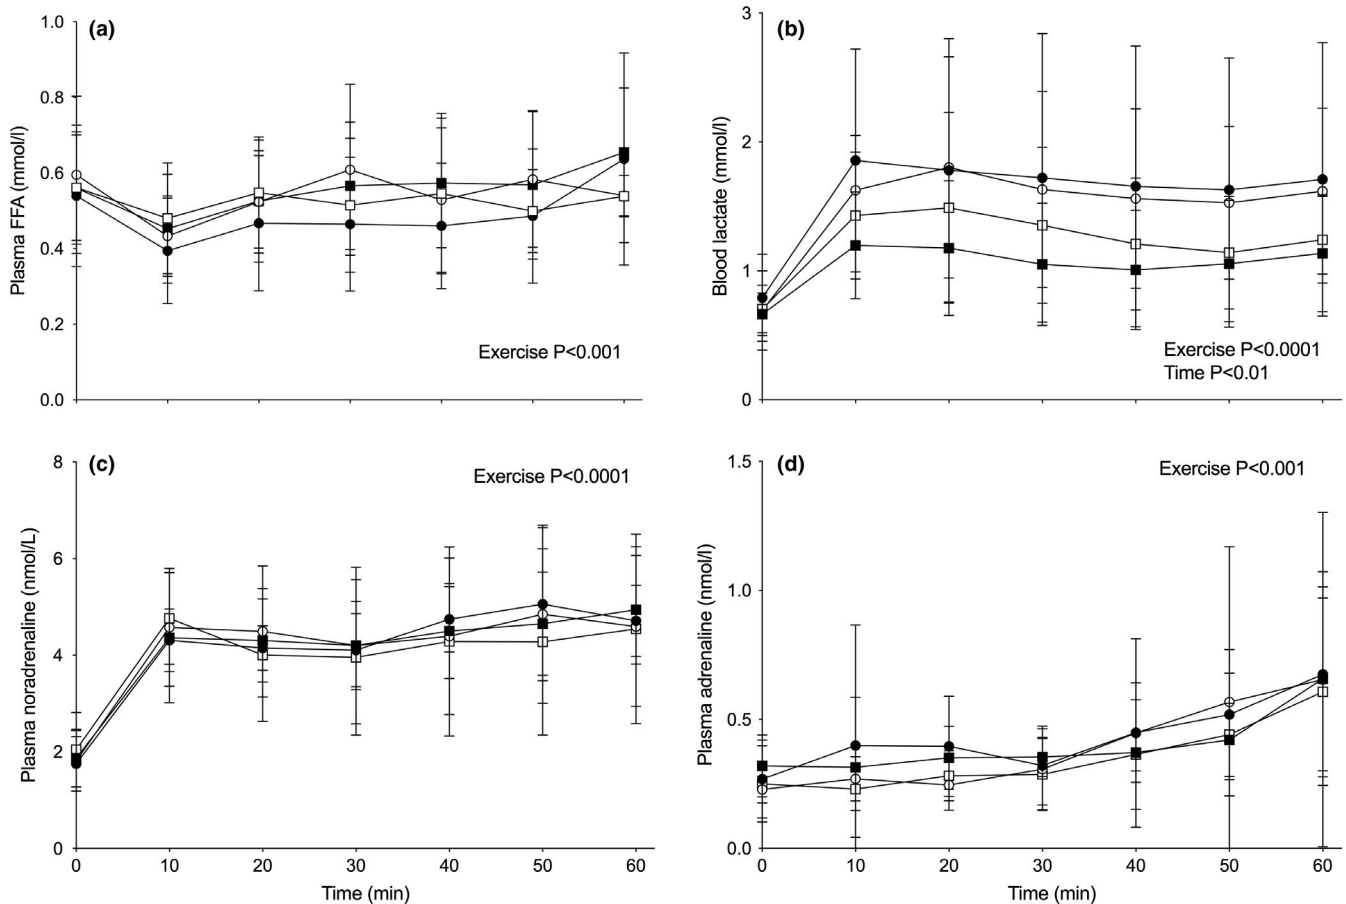 (a)
Plasma FFA (mmol/l)
1.0
0.8
0.6
0.4
0.2
0.0
Exercise P<0.001
(b)
Blood lactate (mmol/l)
3
2
1
0
Exercise P<0.0001
Time P<0.01
(c)
Plasma noradrenaline (nmol/L)
8
6
4
2
0
Exercise P<0.0001
0 10 20 30 40 50 60
Time (min)
(d)
Plasma adrenaline (nmol/l)
1.5
1.0
0.5
0.0
Exercise P<0.001
0 10 20 30 40 50 60
Time (min)